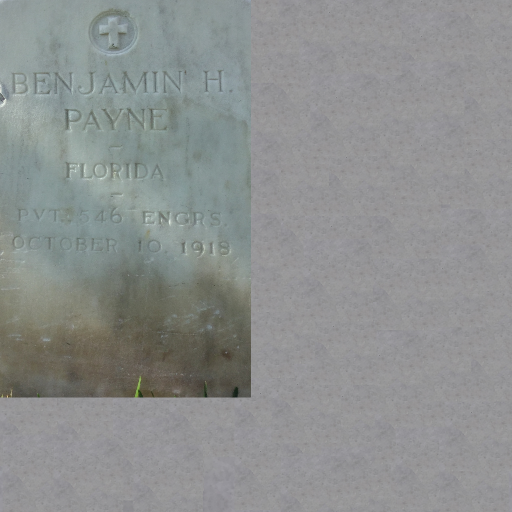 BENJAMIN H.
PAYNE
FLORIDA
PVT. 546 ENGRS.
OCTOBER 10, 1918